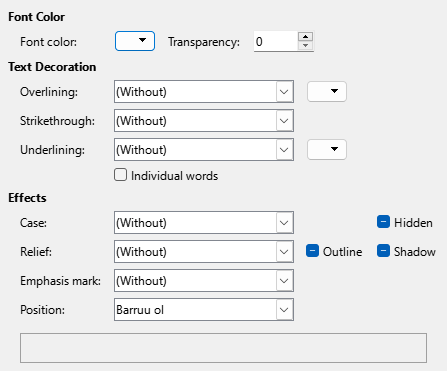 Font Color
Font color: Transparency: 0
Text Decoration
Overlining: (Without)
Strikethrough: (Without)
Underlining: (Without)
Individual words
Effects
Case: (Without) Hidden
Relief: (Without) Outline Shadow
Emphasis mark: (Without)
Position: Barruu ol